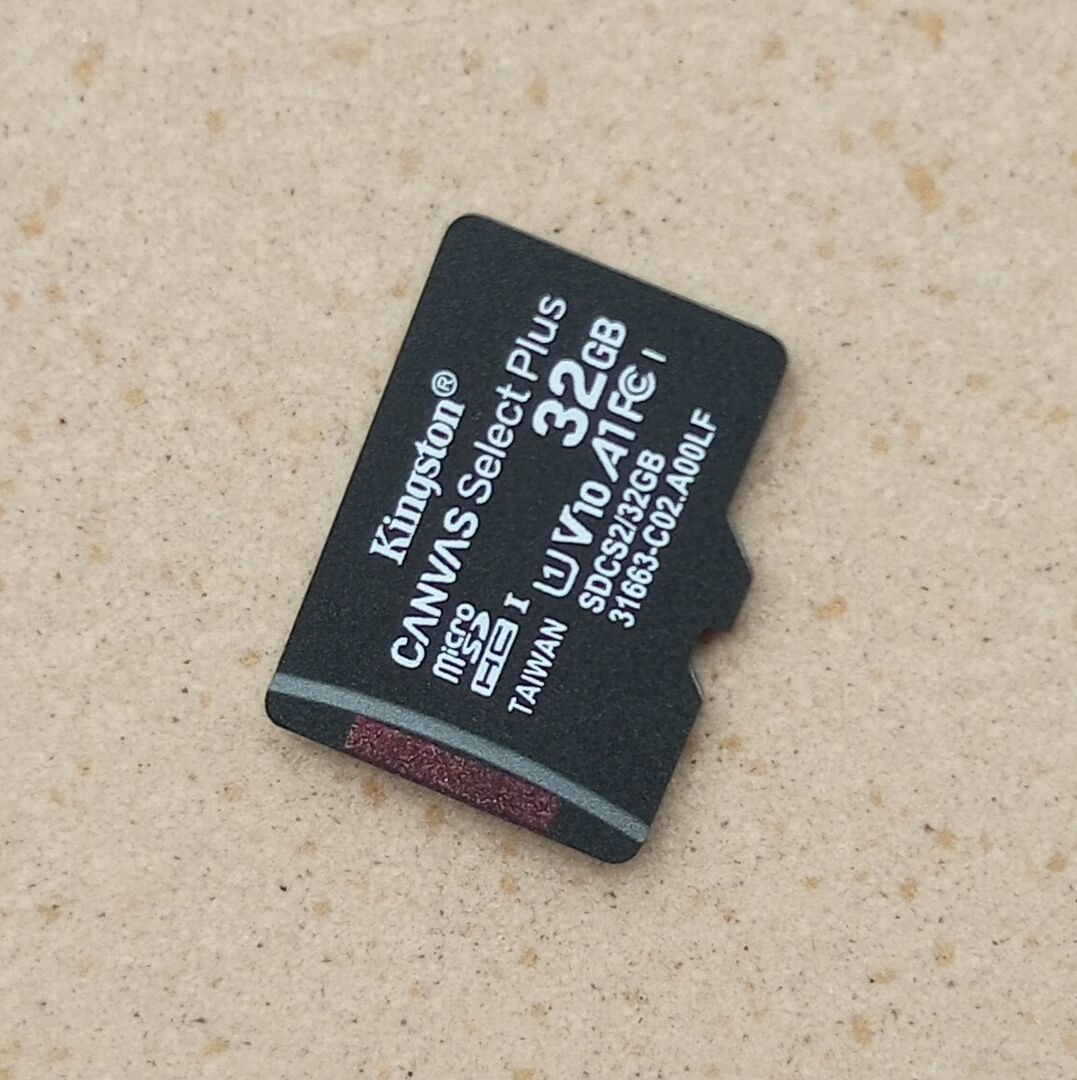 Kingston®
CANVAS Select Plus
micro SD HC I
32GB
U1 V10 A1 FC I
TAIWAN
SDCS2/32GB
31663-C02.A00LF